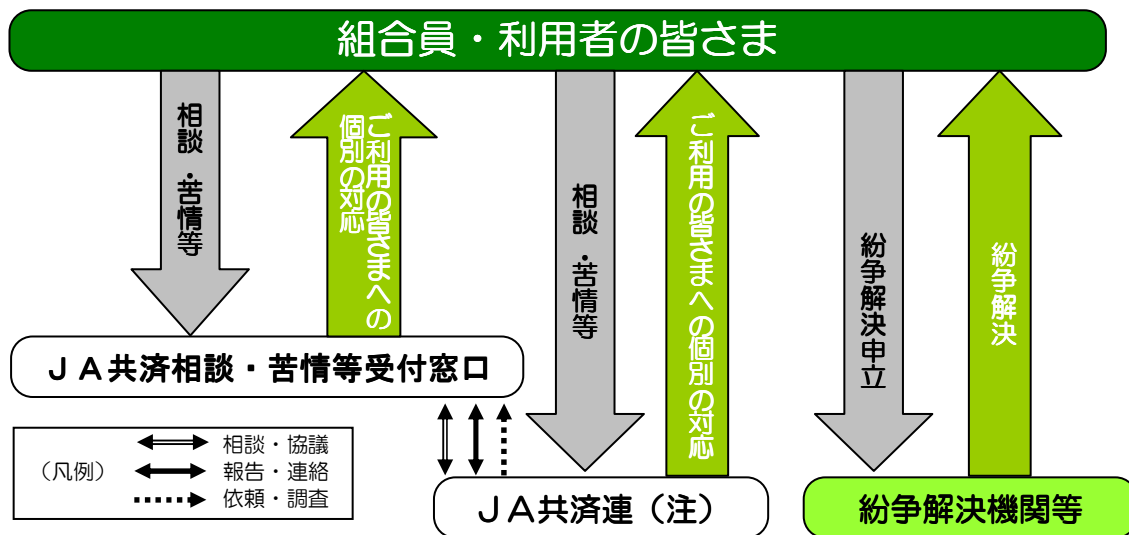 組合員・利用者の皆さま
相談・苦情等
ご利用の皆さまへの
個別の対応
相談・苦情等
ご利用の皆さまへの個別の対応
紛争解決申立
紛争解決
ＪＡ共済相談・苦情等受付窓口
（凡例）
相談・協議
報告・連絡
依頼・調査
ＪＡ共済連（注）
紛争解決機関等